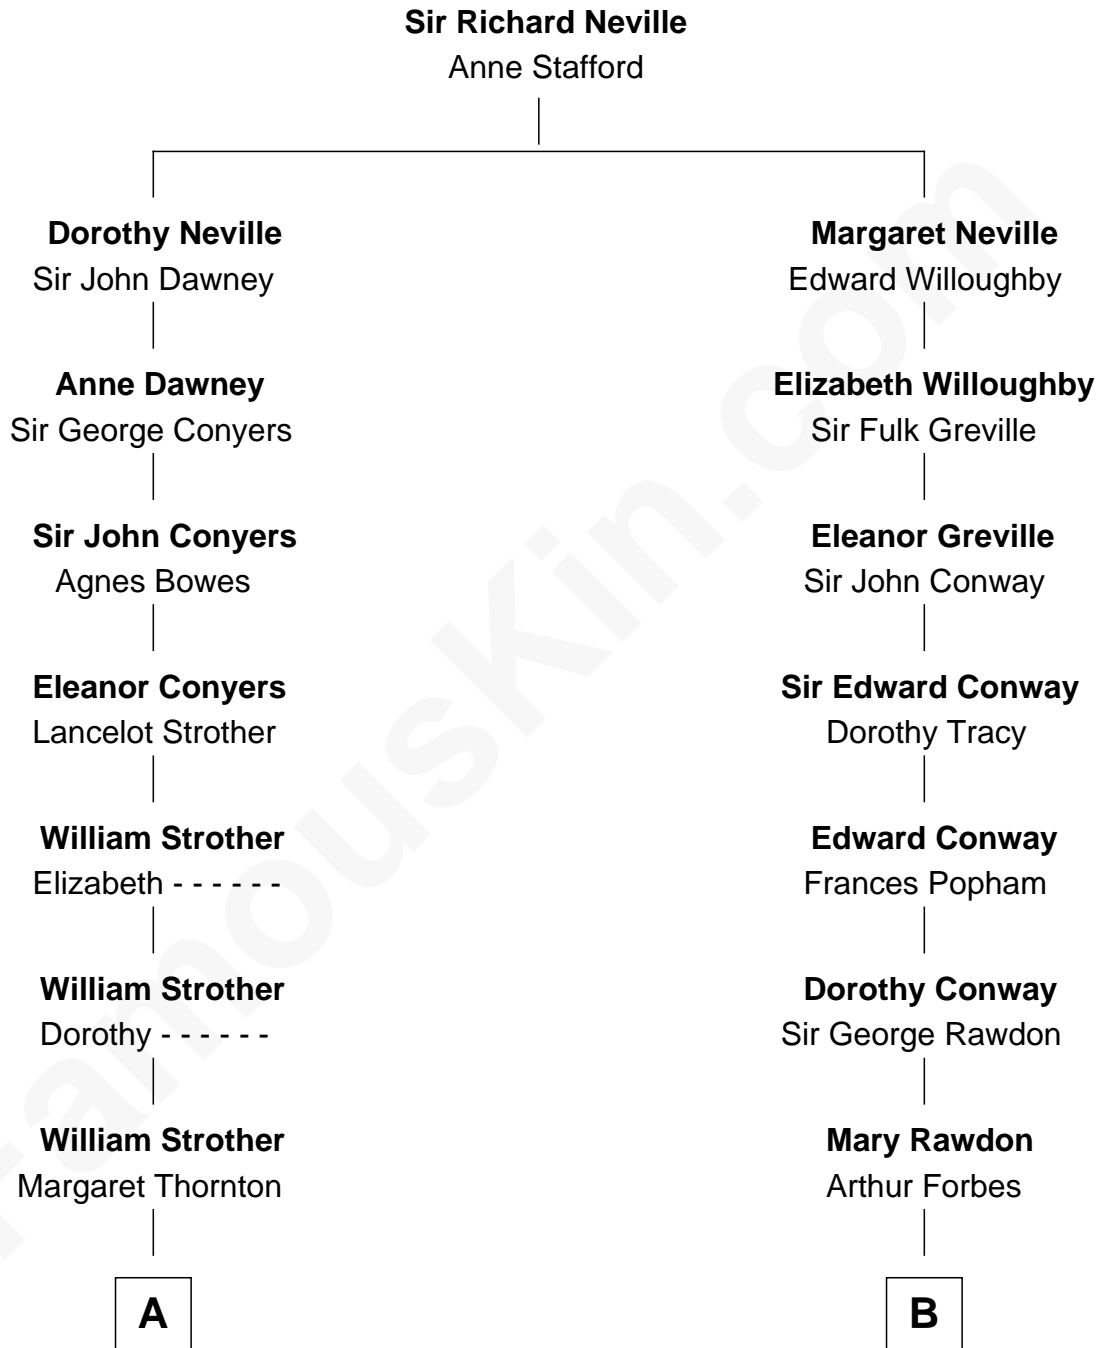 Sir Richard Neville
Anne Stafford
Dorothy Neville
Sir John Dawney
Margaret Neville
Edward Willoughby
Anne Dawney
Sir George Conyers
Elizabeth Willoughby
Sir Fulk Greville
Sir John Conyers
Agnes Bowes
Eleanor Greville
Sir John Conway
Eleanor Conyers
Lancelot Strother
Sir Edward Conway
Dorothy Tracy
William Strother
Elizabeth - - - - - -
Edward Conway
Frances Popham
William Strother
Dorothy - - - - - -
Dorothy Conway
Sir George Rawdon
William Strother
Margaret Thornton
Mary Rawdon
Arthur Forbes
A
B
FamousKin.com